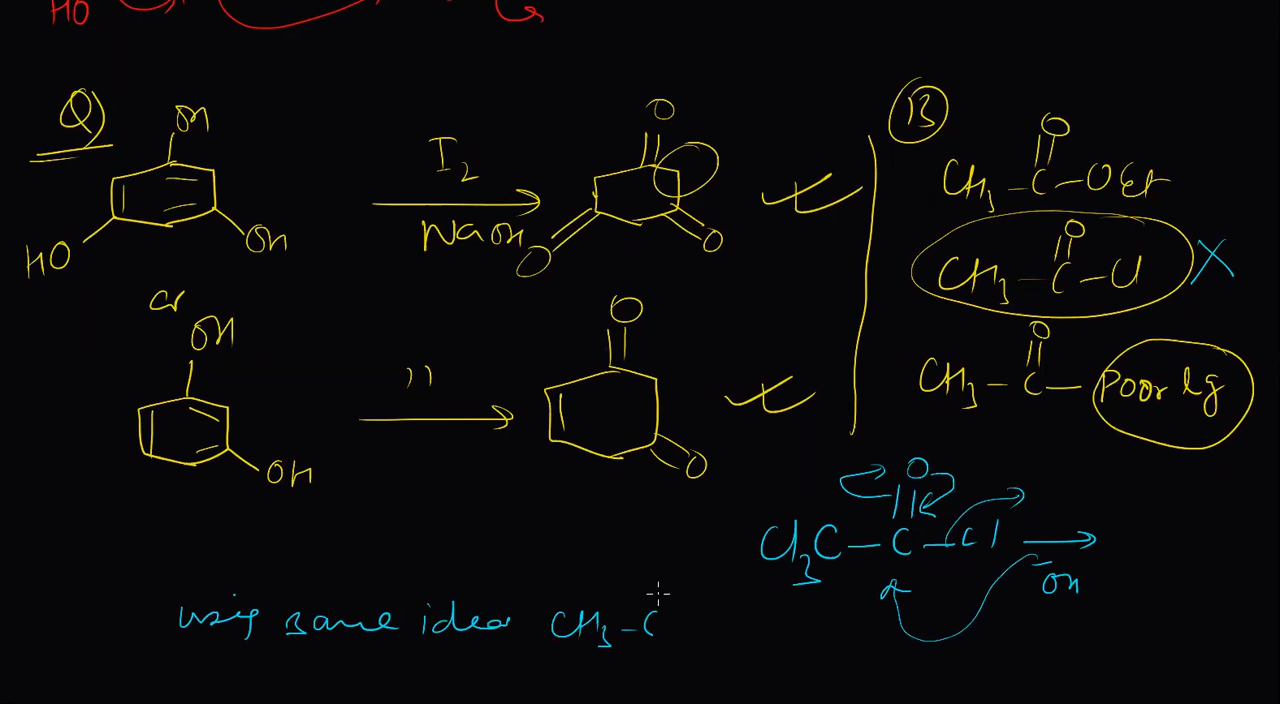 HO
Q)
OH
HO
OH
I2
NaOH
O
O
O
B
O
CH3-C-OEt
O
CH3-C-Cl
O
CH3-C-Poor lg
or
OH
OH
))
O
O
O
Cl3C-C-Cl
-OH
using same idea CH3-C